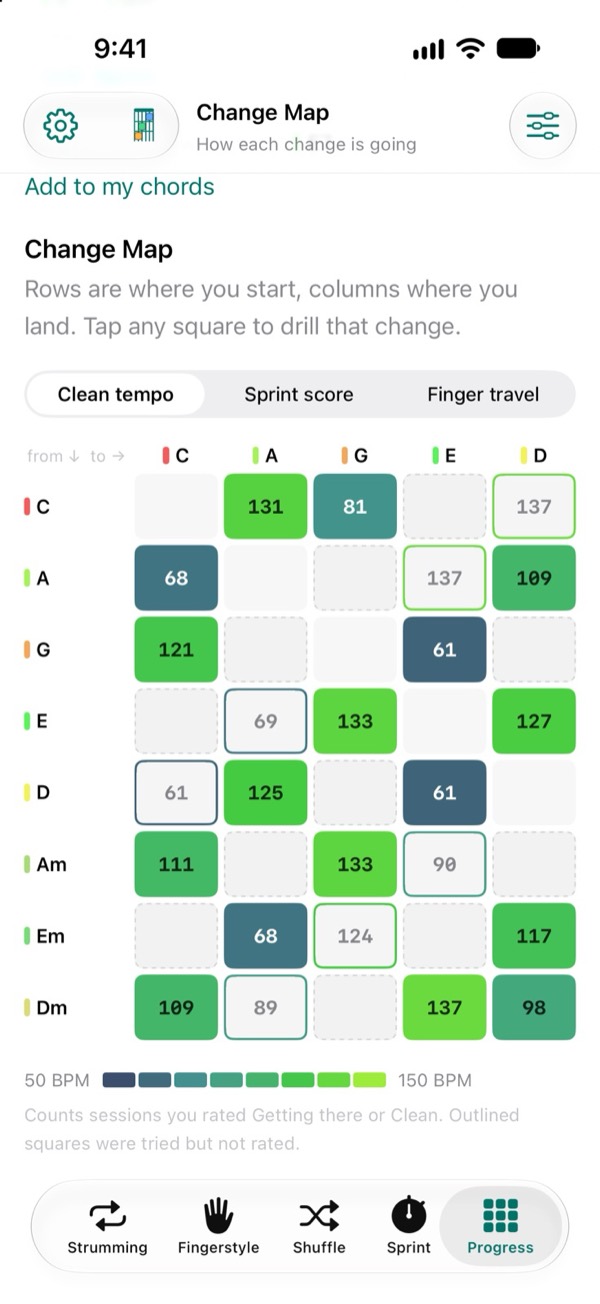 9:41
Change Map
How each change is going
Add to my chords
Change Map
Rows are where you start, columns where you
land. Tap any square to drill that change.
Clean tempo Sprint score Finger travel
from ↓ to → C A G E D
C 131 81 137
A 68 137 109
G 121 61
E 69 133 127
D 61 125 61
Am 111 133 90
Em 68 124 117
Dm 109 89 137 98
50 BPM 150 BPM
Counts sessions you rated Getting there or Clean. Outlined
squares were tried but not rated.
Strumming Fingerstyle Shuffle Sprint Progress